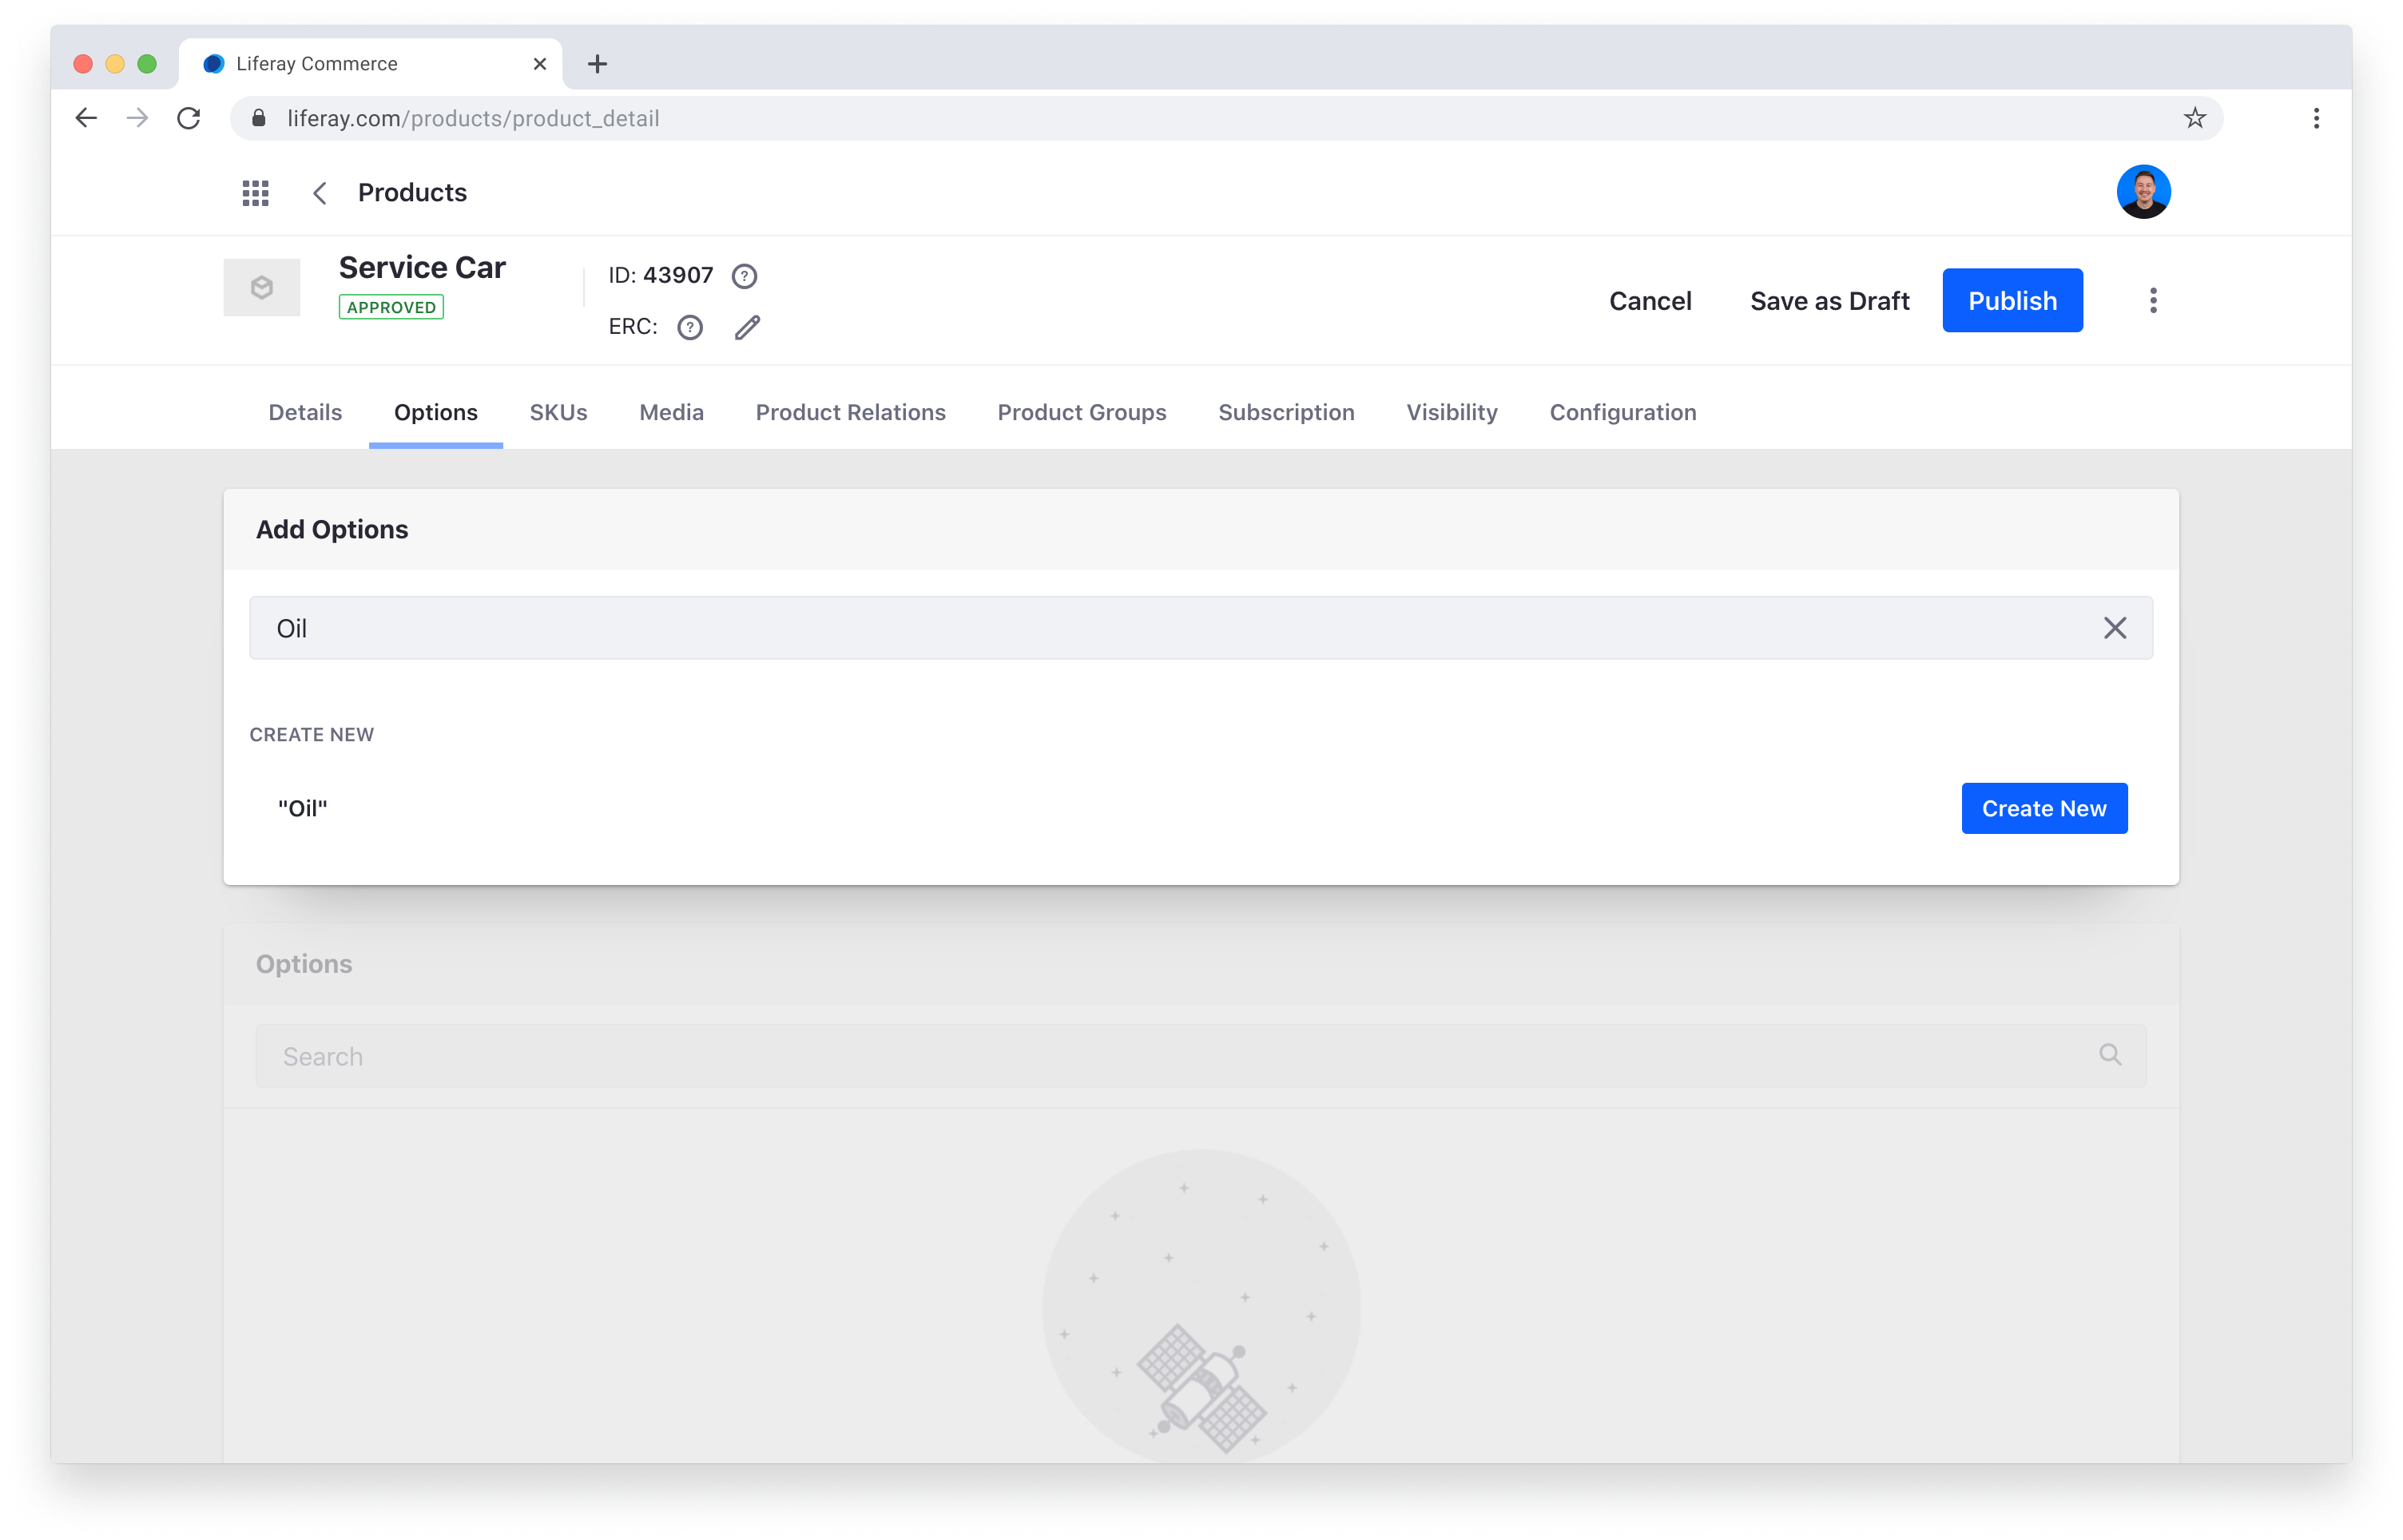 Liferay Commerce
liferay.com/products/product_detail
Products
Service Car
APPROVED
ID: 43907
ERC:
Cancel
Save as Draft
Publish
Details
Options
SKUs
Media
Product Relations
Product Groups
Subscription
Visibility
Configuration
Add Options
Oil
CREATE NEW
"Oil"
Create New
Options
Search